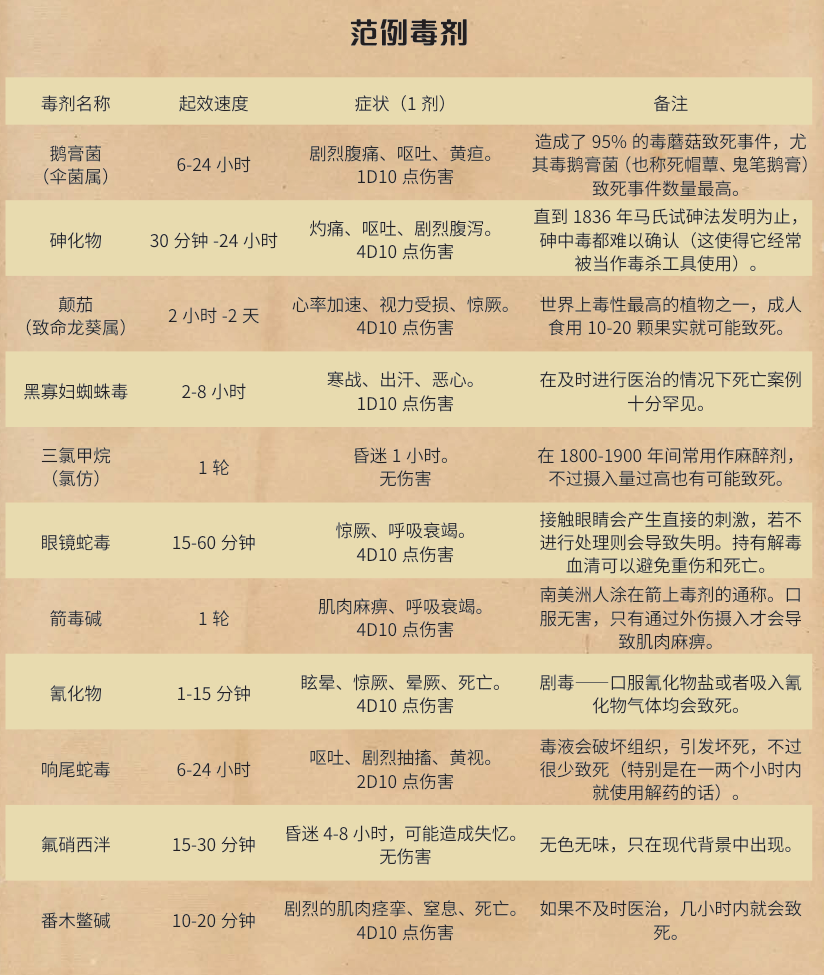 范例毒剂
毒剂名称 起效速度 症状（1 剂） 备注
鹅膏菌
（伞菌属）
6-24 小时
剧烈腹痛、呕吐、黄疸。
1D10 点伤害
造成了 95% 的毒蘑菇致死事件，尤
其毒鹅膏菌（也称死帽蕈、鬼笔鹅膏）
致死事件数量最高。
砷化物
30 分钟 -24 小时
灼痛、呕吐、剧烈腹泻。
4D10 点伤害
直到 1836 年马氏试砷法发明为止，
砷中毒都难以确认（这使得它经常
被当作毒杀工具使用）。
颠茄
（致命龙葵属）
2 小时 -2 天
心率加速、视力受损、惊厥。
4D10 点伤害
世界上毒性最高的植物之一，成人
食用 10-20 颗果实就可能致死。
黑寡妇蜘蛛毒
2-8 小时
寒战、出汗、恶心。
1D10 点伤害
在及时进行医治的情况下死亡案例
十分罕见。
三氯甲烷
（氯仿）
1 轮
昏迷 1 小时。
无伤害
在 1800-1900 年间常用作麻醉剂，
不过摄入量过高也有可能致死。
眼镜蛇毒
15-60 分钟
惊厥、呼吸衰竭。
4D10 点伤害
接触眼睛会产生直接的刺激，若不
进行处理则会导致失明。持有解毒
血清可以避免重伤和死亡。
箭毒碱
1 轮
肌肉麻痹、呼吸衰竭。
4D10 点伤害
南美洲人涂在箭上毒剂的通称。口
服无害，只有通过外伤摄入才会导
致肌肉麻痹。
氰化物
1-15 分钟
眩晕、惊厥、晕厥、死亡。
4D10 点伤害
剧毒——口服氰化物盐或者吸入氰
化物气体均会致死。
响尾蛇毒
6-24 小时
呕吐、剧烈抽搐、黄视。
2D10 点伤害
毒液会破坏组织，引发坏死，不过
很少致死（特别是在一两个小时内
就使用解药的话）。
氟硝西泮
15-30 分钟
昏迷 4-8 小时，可能造成失忆。
无伤害
无色无味，只在现代背景中出现。
番木鳖碱
10-20 分钟
剧烈的肌肉痉挛、窒息、死亡。
4D10 点伤害
如果不及时医治，几小时内就会致
死。